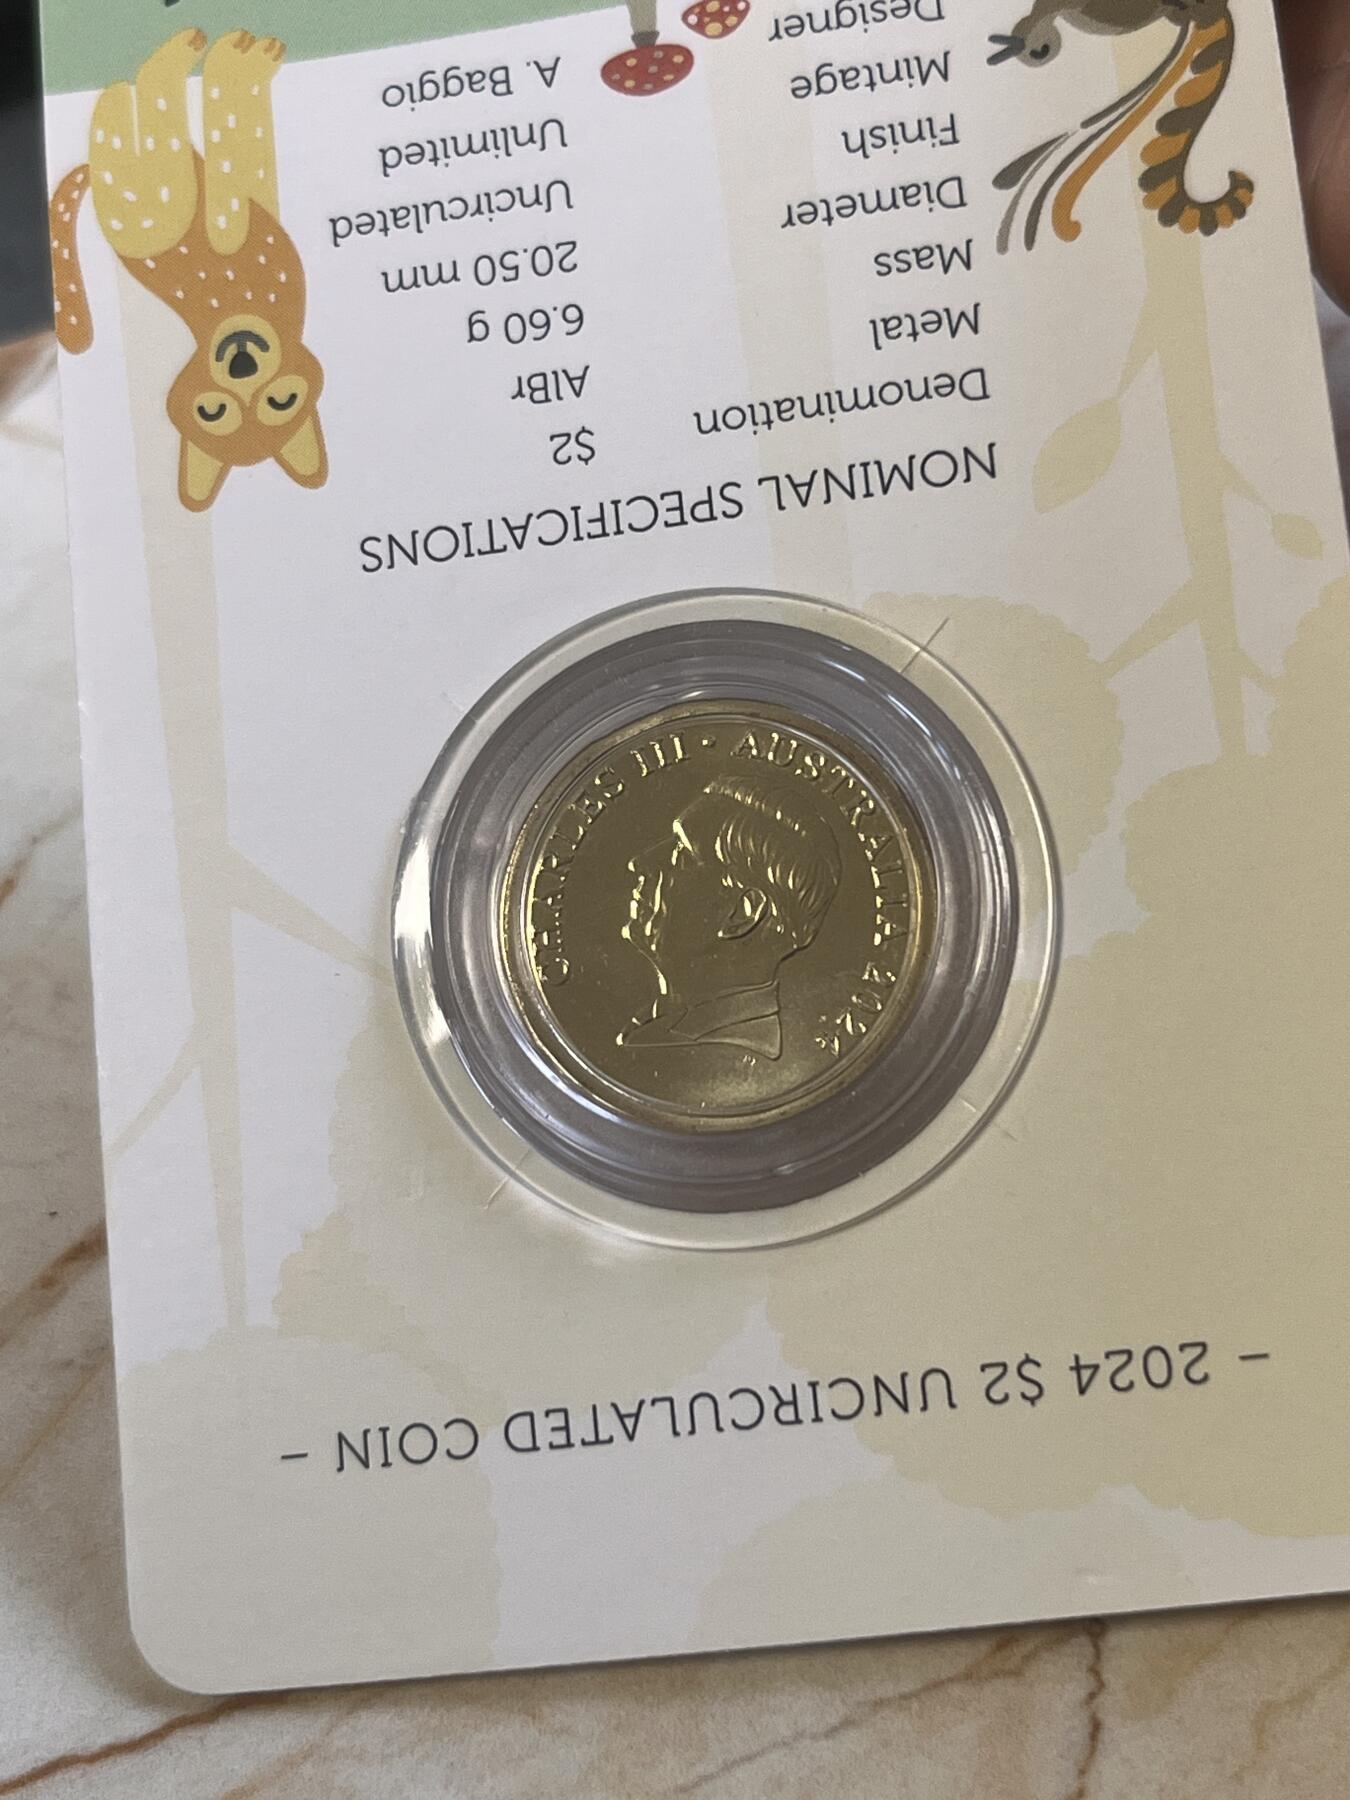 – 2024 $2 UNCIRCULATED COIN –
CHARLES III · AUSTRALIA 2024
NOMINAL SPECIFICATIONS
Denomination $2
Metal AlBr
Mass 6.60 g
Diameter 20.50 mm
Finish Uncirculated
Mintage Unlimited
Designer A. Baggio